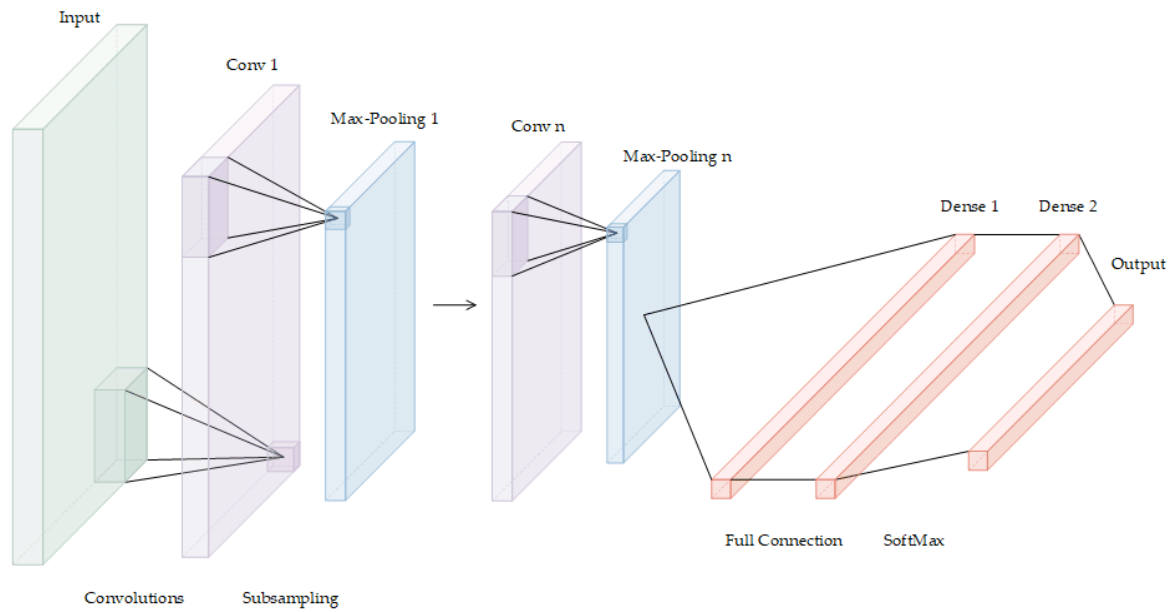 Input
Conv 1
Max-Pooling 1
Conv n
Max-Pooling n
Dense 1
Dense 2
Output
Full Connection
SoftMax
Convolutions
Subsampling